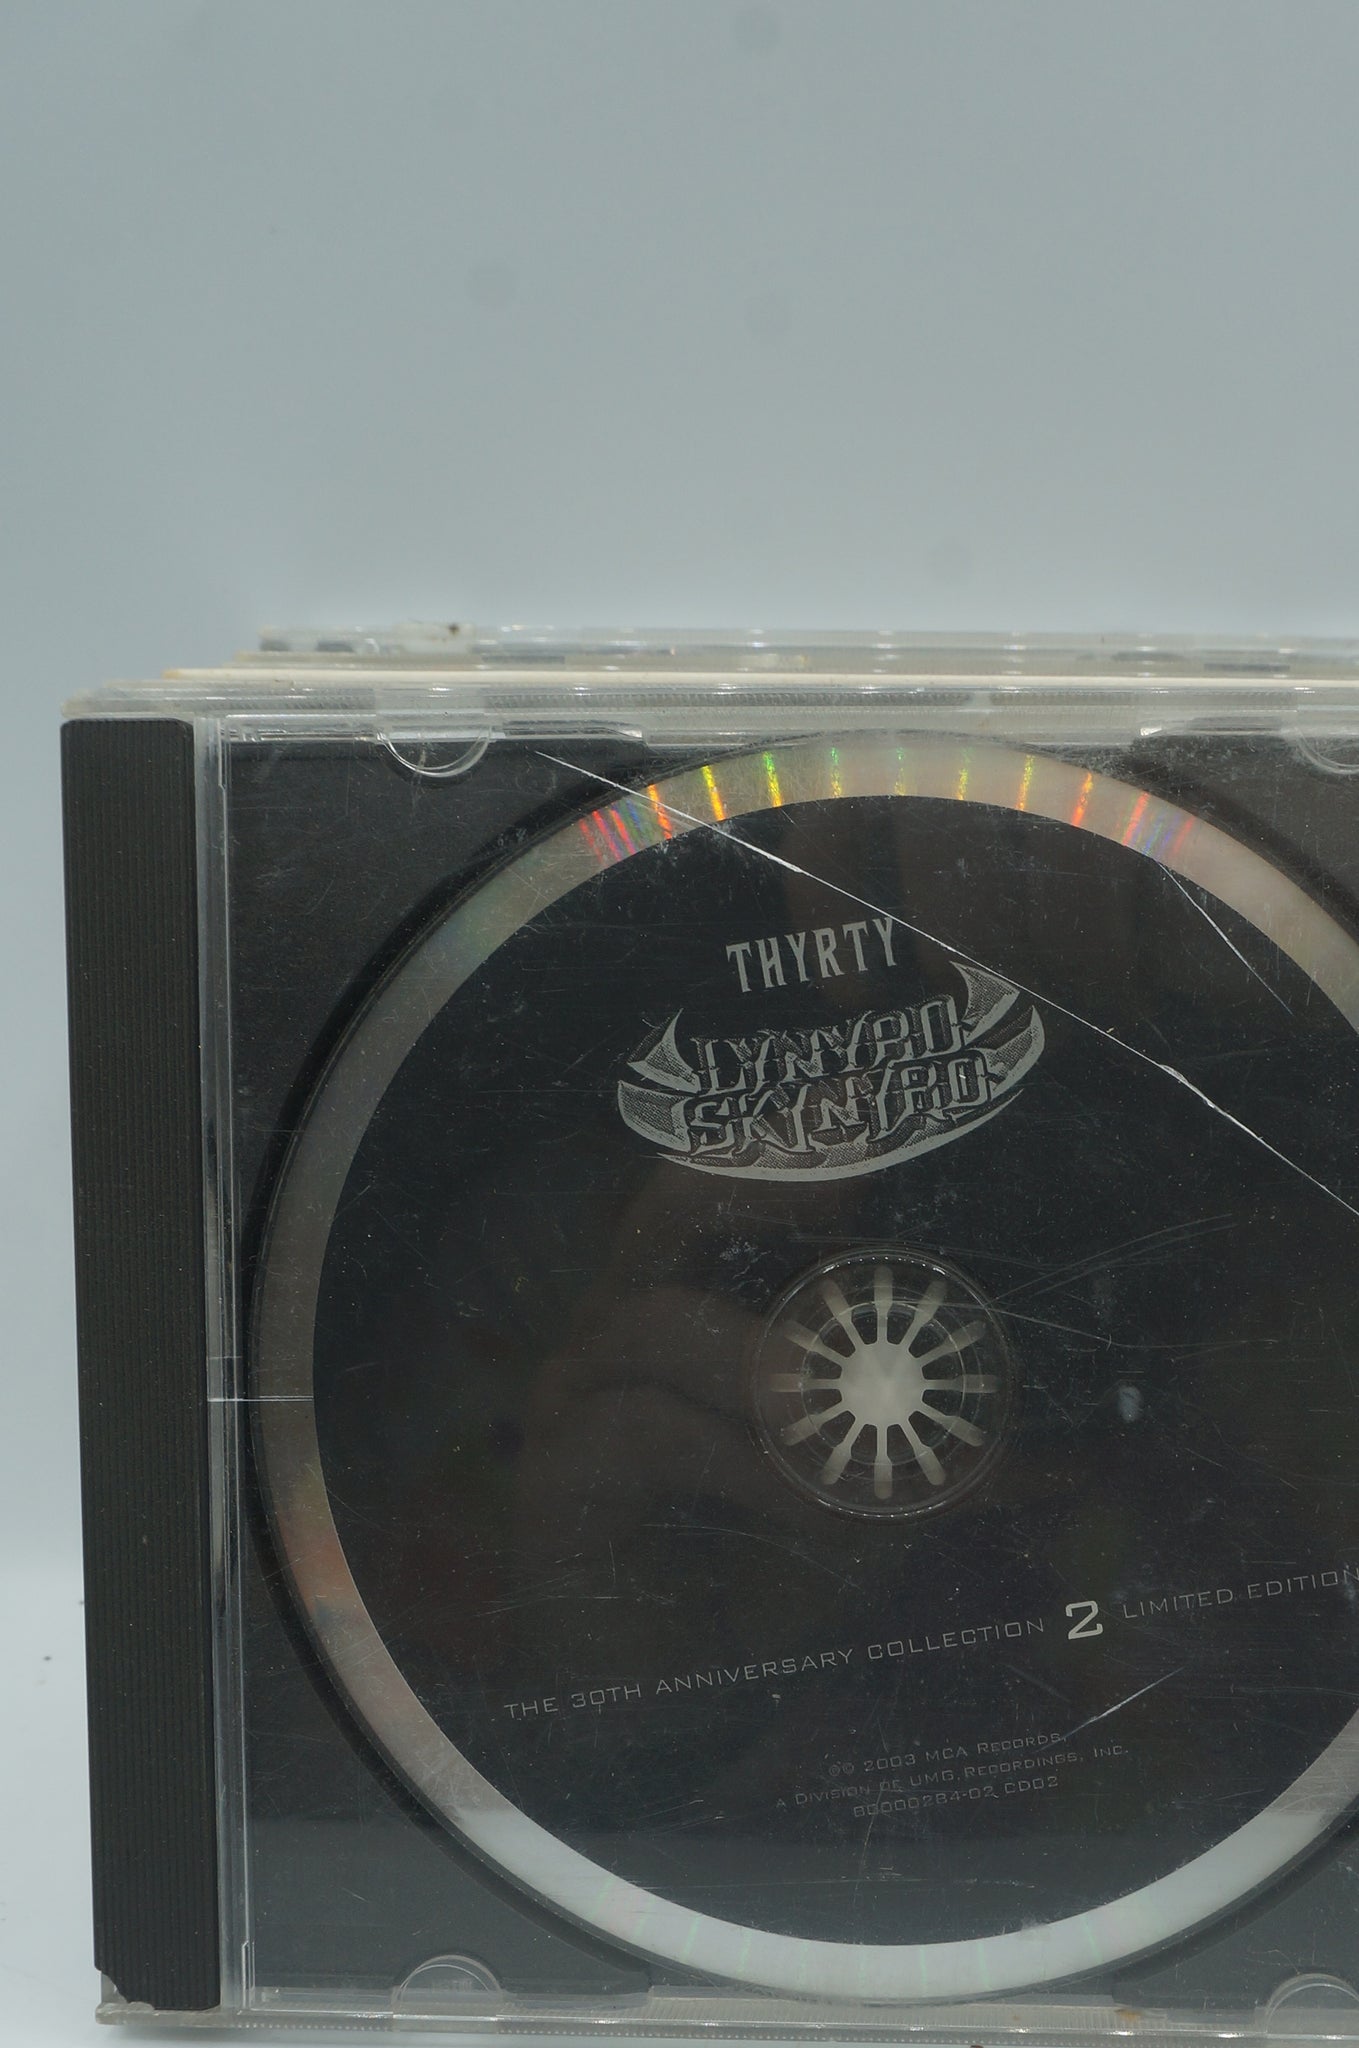 THYRTY
LYNYRD
SKYNYRD
THE 30TH ANNIVERSARY COLLECTION 2 LIMITED EDITION
℗© 2003 MCA RECORDS,
A DIVISION OF UMG RECORDINGS, INC.
B0000284-02 CD02